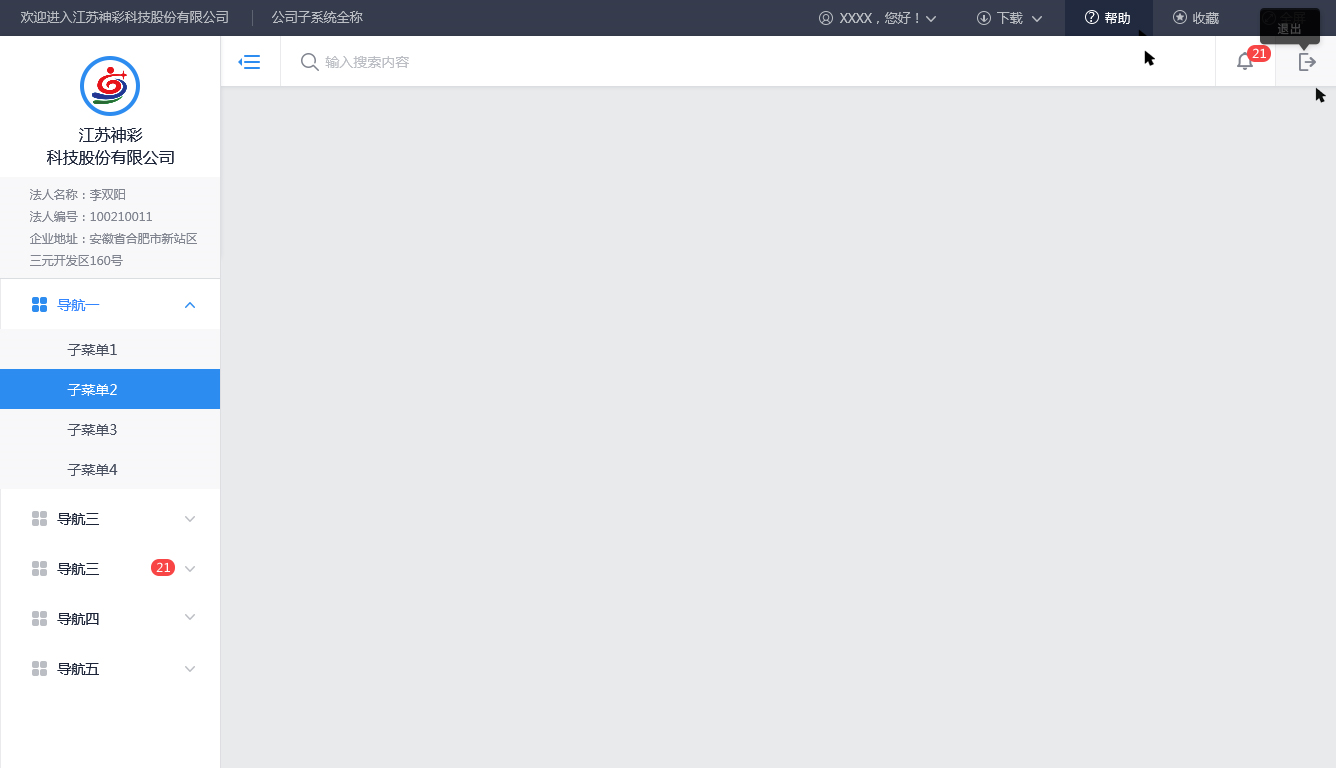 欢迎进入江苏神彩科技股份有限公司
公司子系统全称
XXXX，您好！
下载
帮助
收藏
退出
输入搜索内容
21
江苏神彩
科技股份有限公司
法人名称：李双阳
法人编号：100210011
企业地址：安徽省合肥市新站区
三元开发区160号
导航一
子菜单1
子菜单2
子菜单3
子菜单4
导航三
导航三 21
导航四
导航五